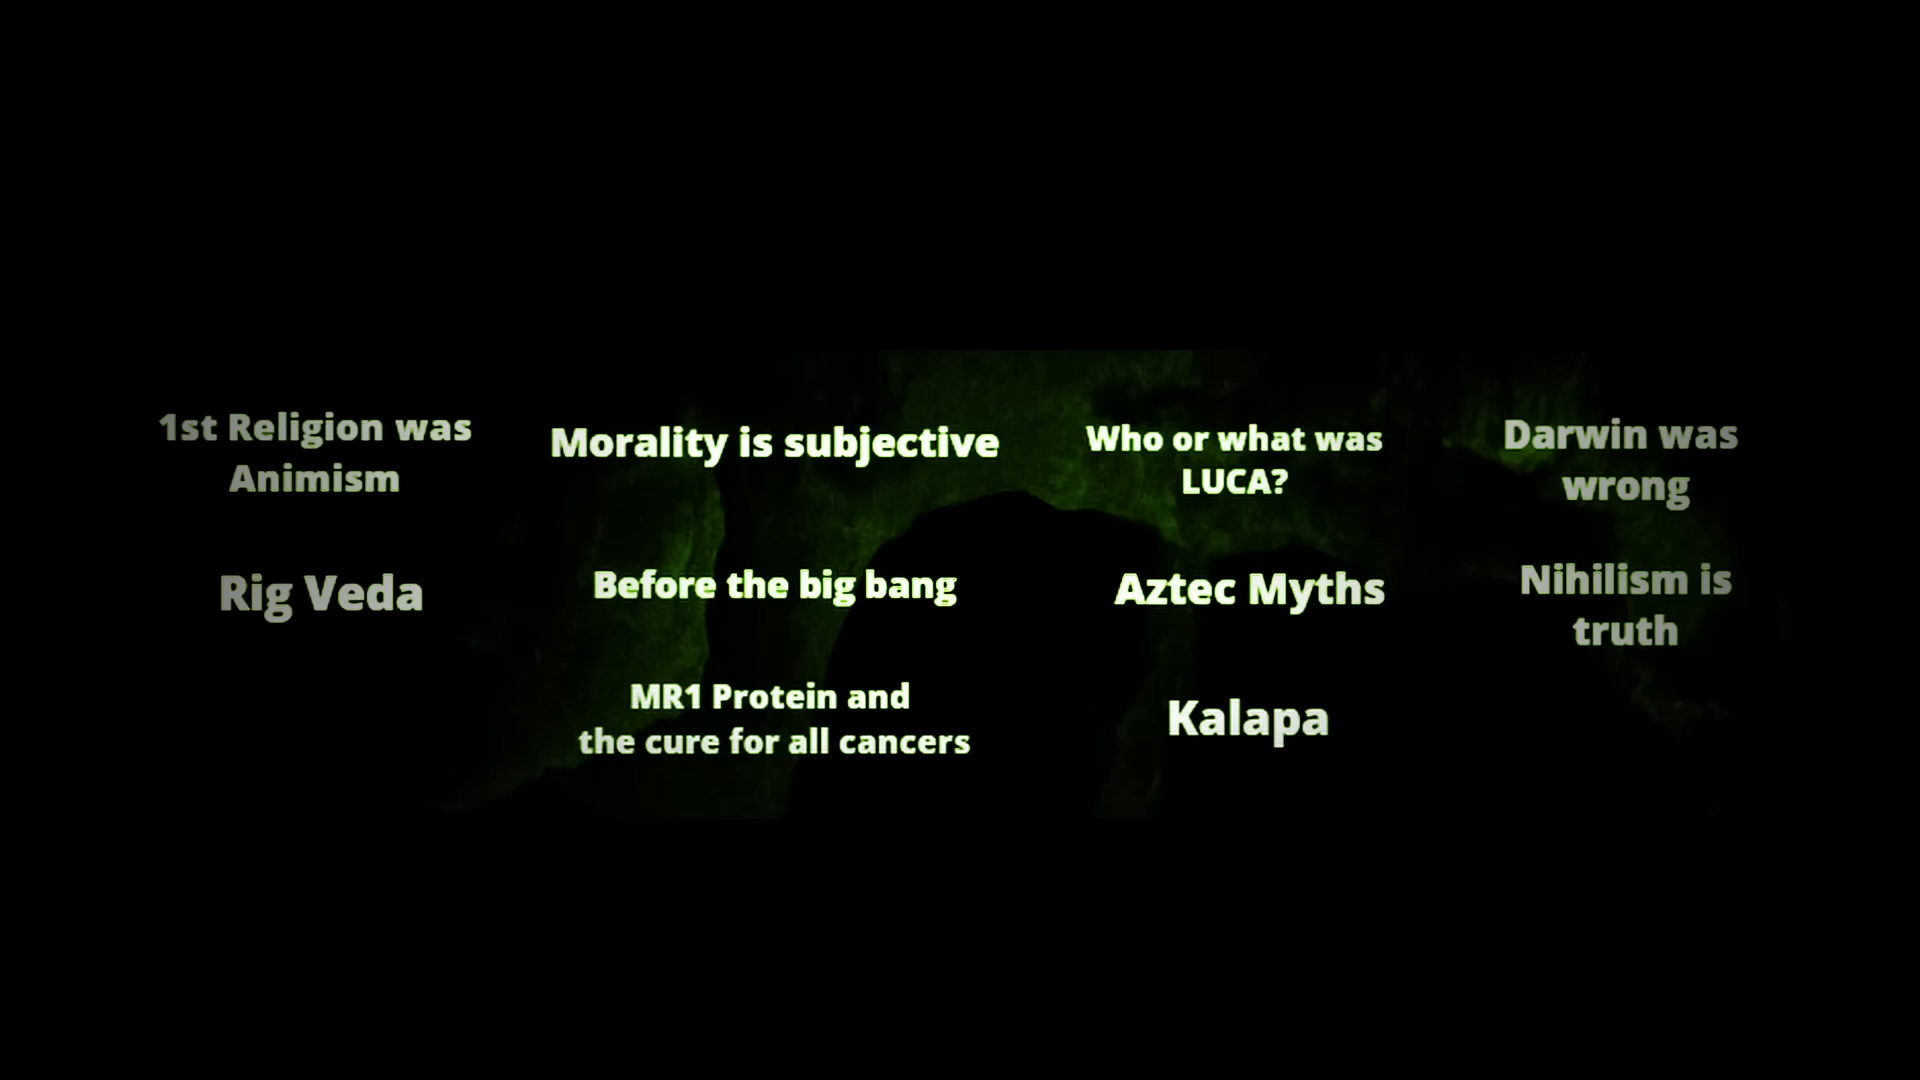 1st Religion was
Animism
Morality is subjective
Who or what was
LUCA?
Darwin was
wrong
Rig Veda
Before the big bang
Aztec Myths
Nihilism is
truth
MR1 Protein and
the cure for all cancers
Kalapa